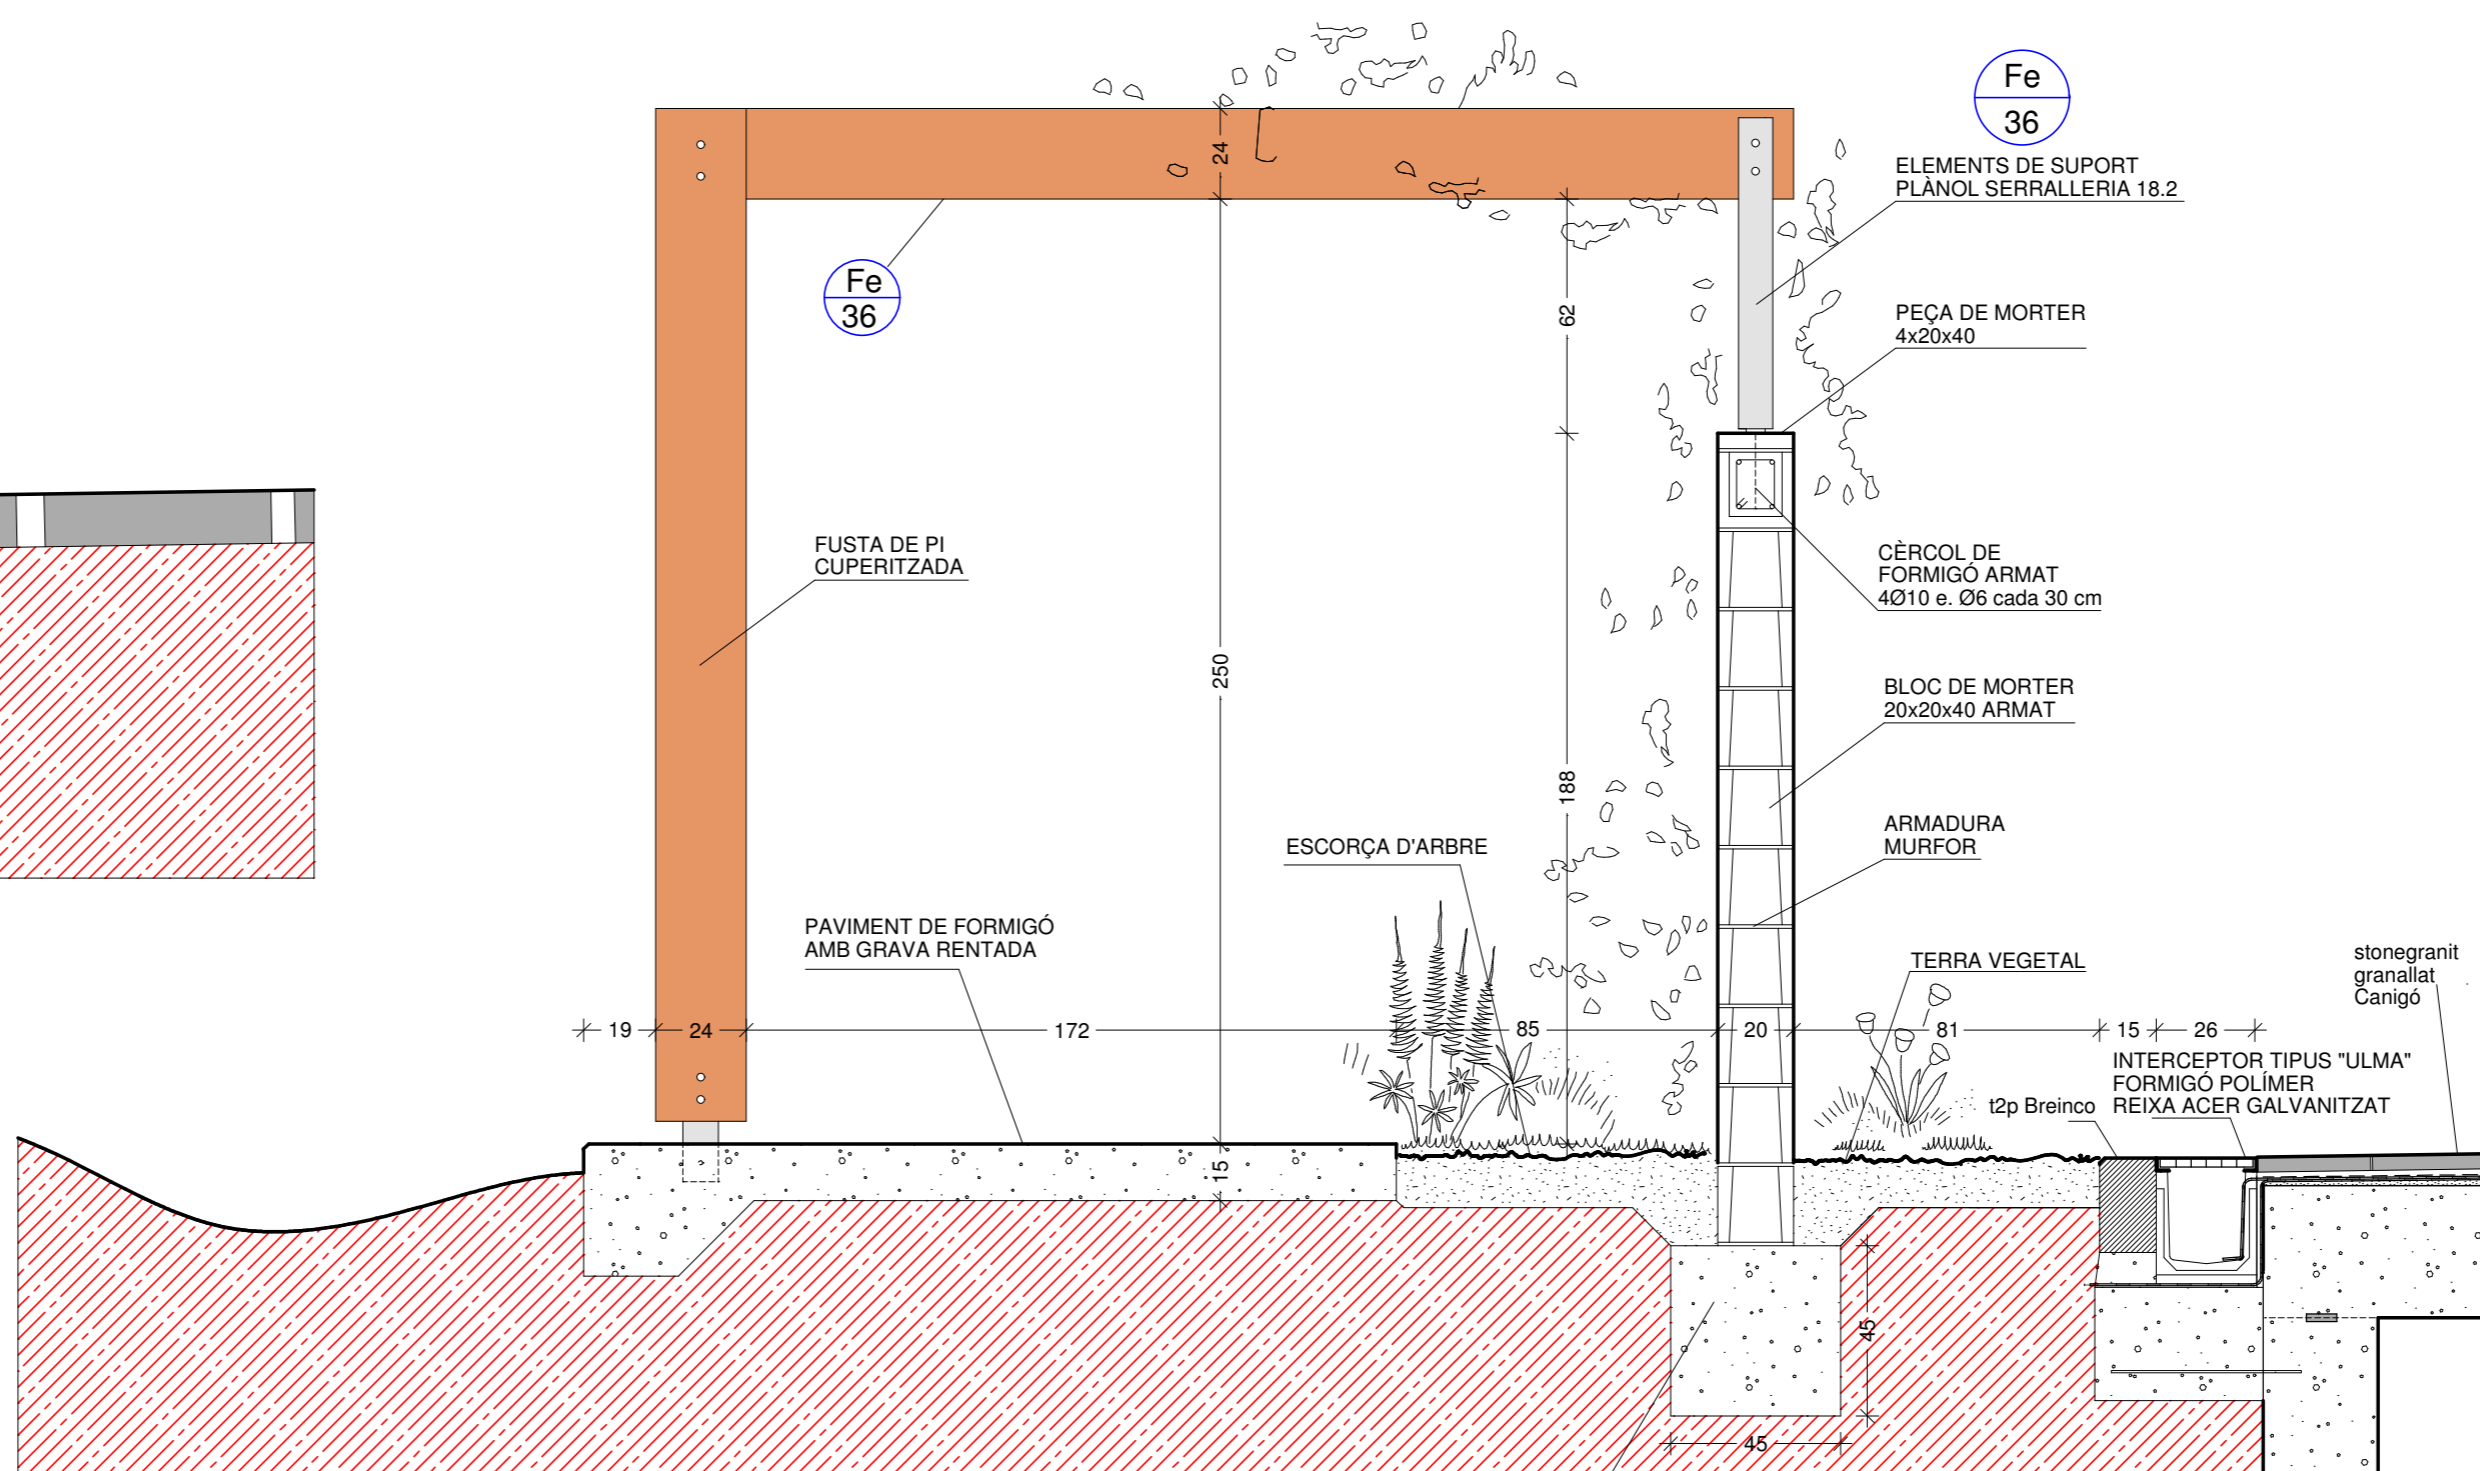 Fe
36
ELEMENTS DE SUPORT
PLÀNOL SERRALLERIA 18.2
24
Fe
36
62
PEÇA DE MORTER
4x20x40
FUSTA DE PI
CUPERITZADA
CÈRCOL DE
FORMIGÓ ARMAT
4Ø10 e. Ø6 cada 30 cm
250
BLOC DE MORTER
20x20x40 ARMAT
188
ARMADURA
MURFOR
ESCORÇA D'ARBRE
PAVIMENT DE FORMIGÓ
AMB GRAVA RENTADA
TERRA VEGETAL
stonegranit
granallat
Canigó
19
24
172
85
20
81
15
26
INTERCEPTOR TIPUS "ULMA"
FORMIGÓ POLÍMER
REIXA ACER GALVANITZAT
t2p Breinco
15
45
45